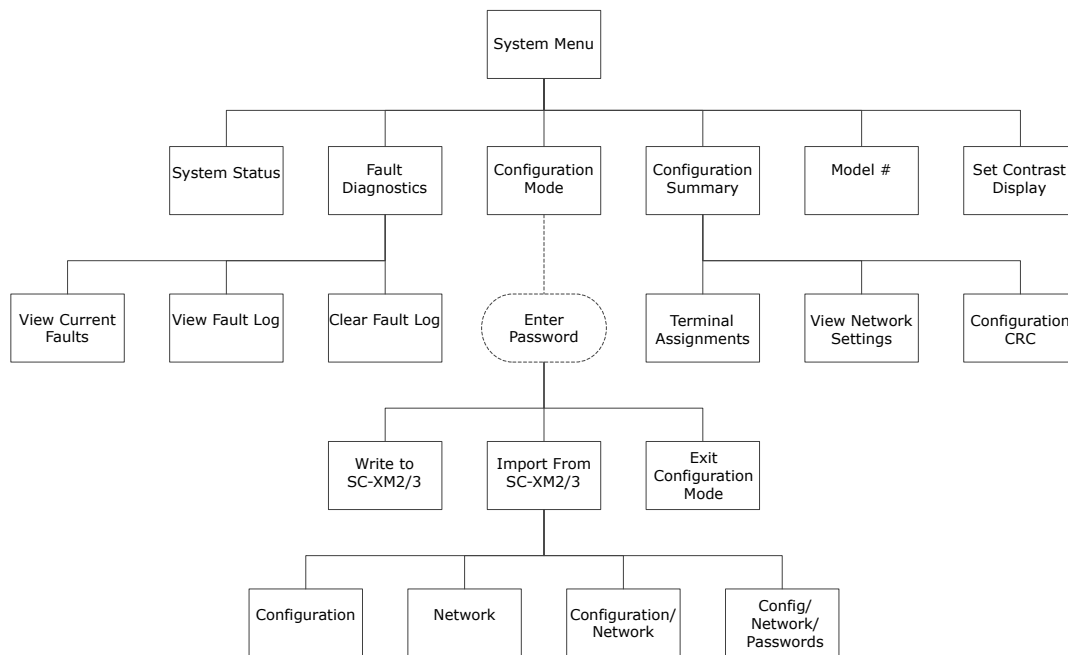 System Menu
System Status
Fault
Diagnostics
Configuration
Mode
Configuration
Summary
Model #
Set Contrast
Display
View Current
Faults
View Fault Log
Clear Fault Log
Enter
Password
Terminal
Assignments
View Network
Settings
Configuration
CRC
Write to
SC-XM2/3
Import From
SC-XM2/3
Exit
Configuration
Mode
Configuration
Network
Configuration/
Network
Config/
Network/
Passwords